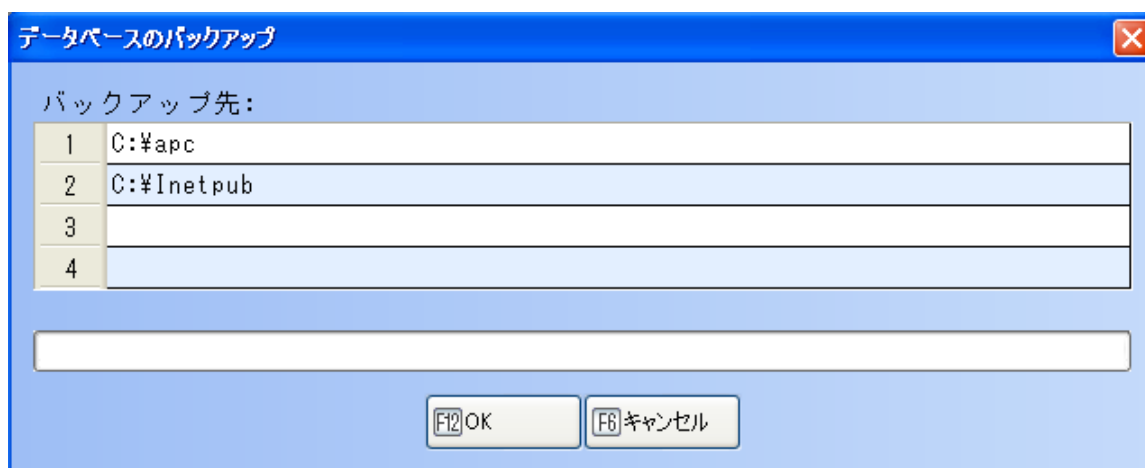 データベースのバックアップ
バックアップ先:
1 C:¥apc
2 C:¥Inetpub
3
4
F12 OK F6 キャンセル